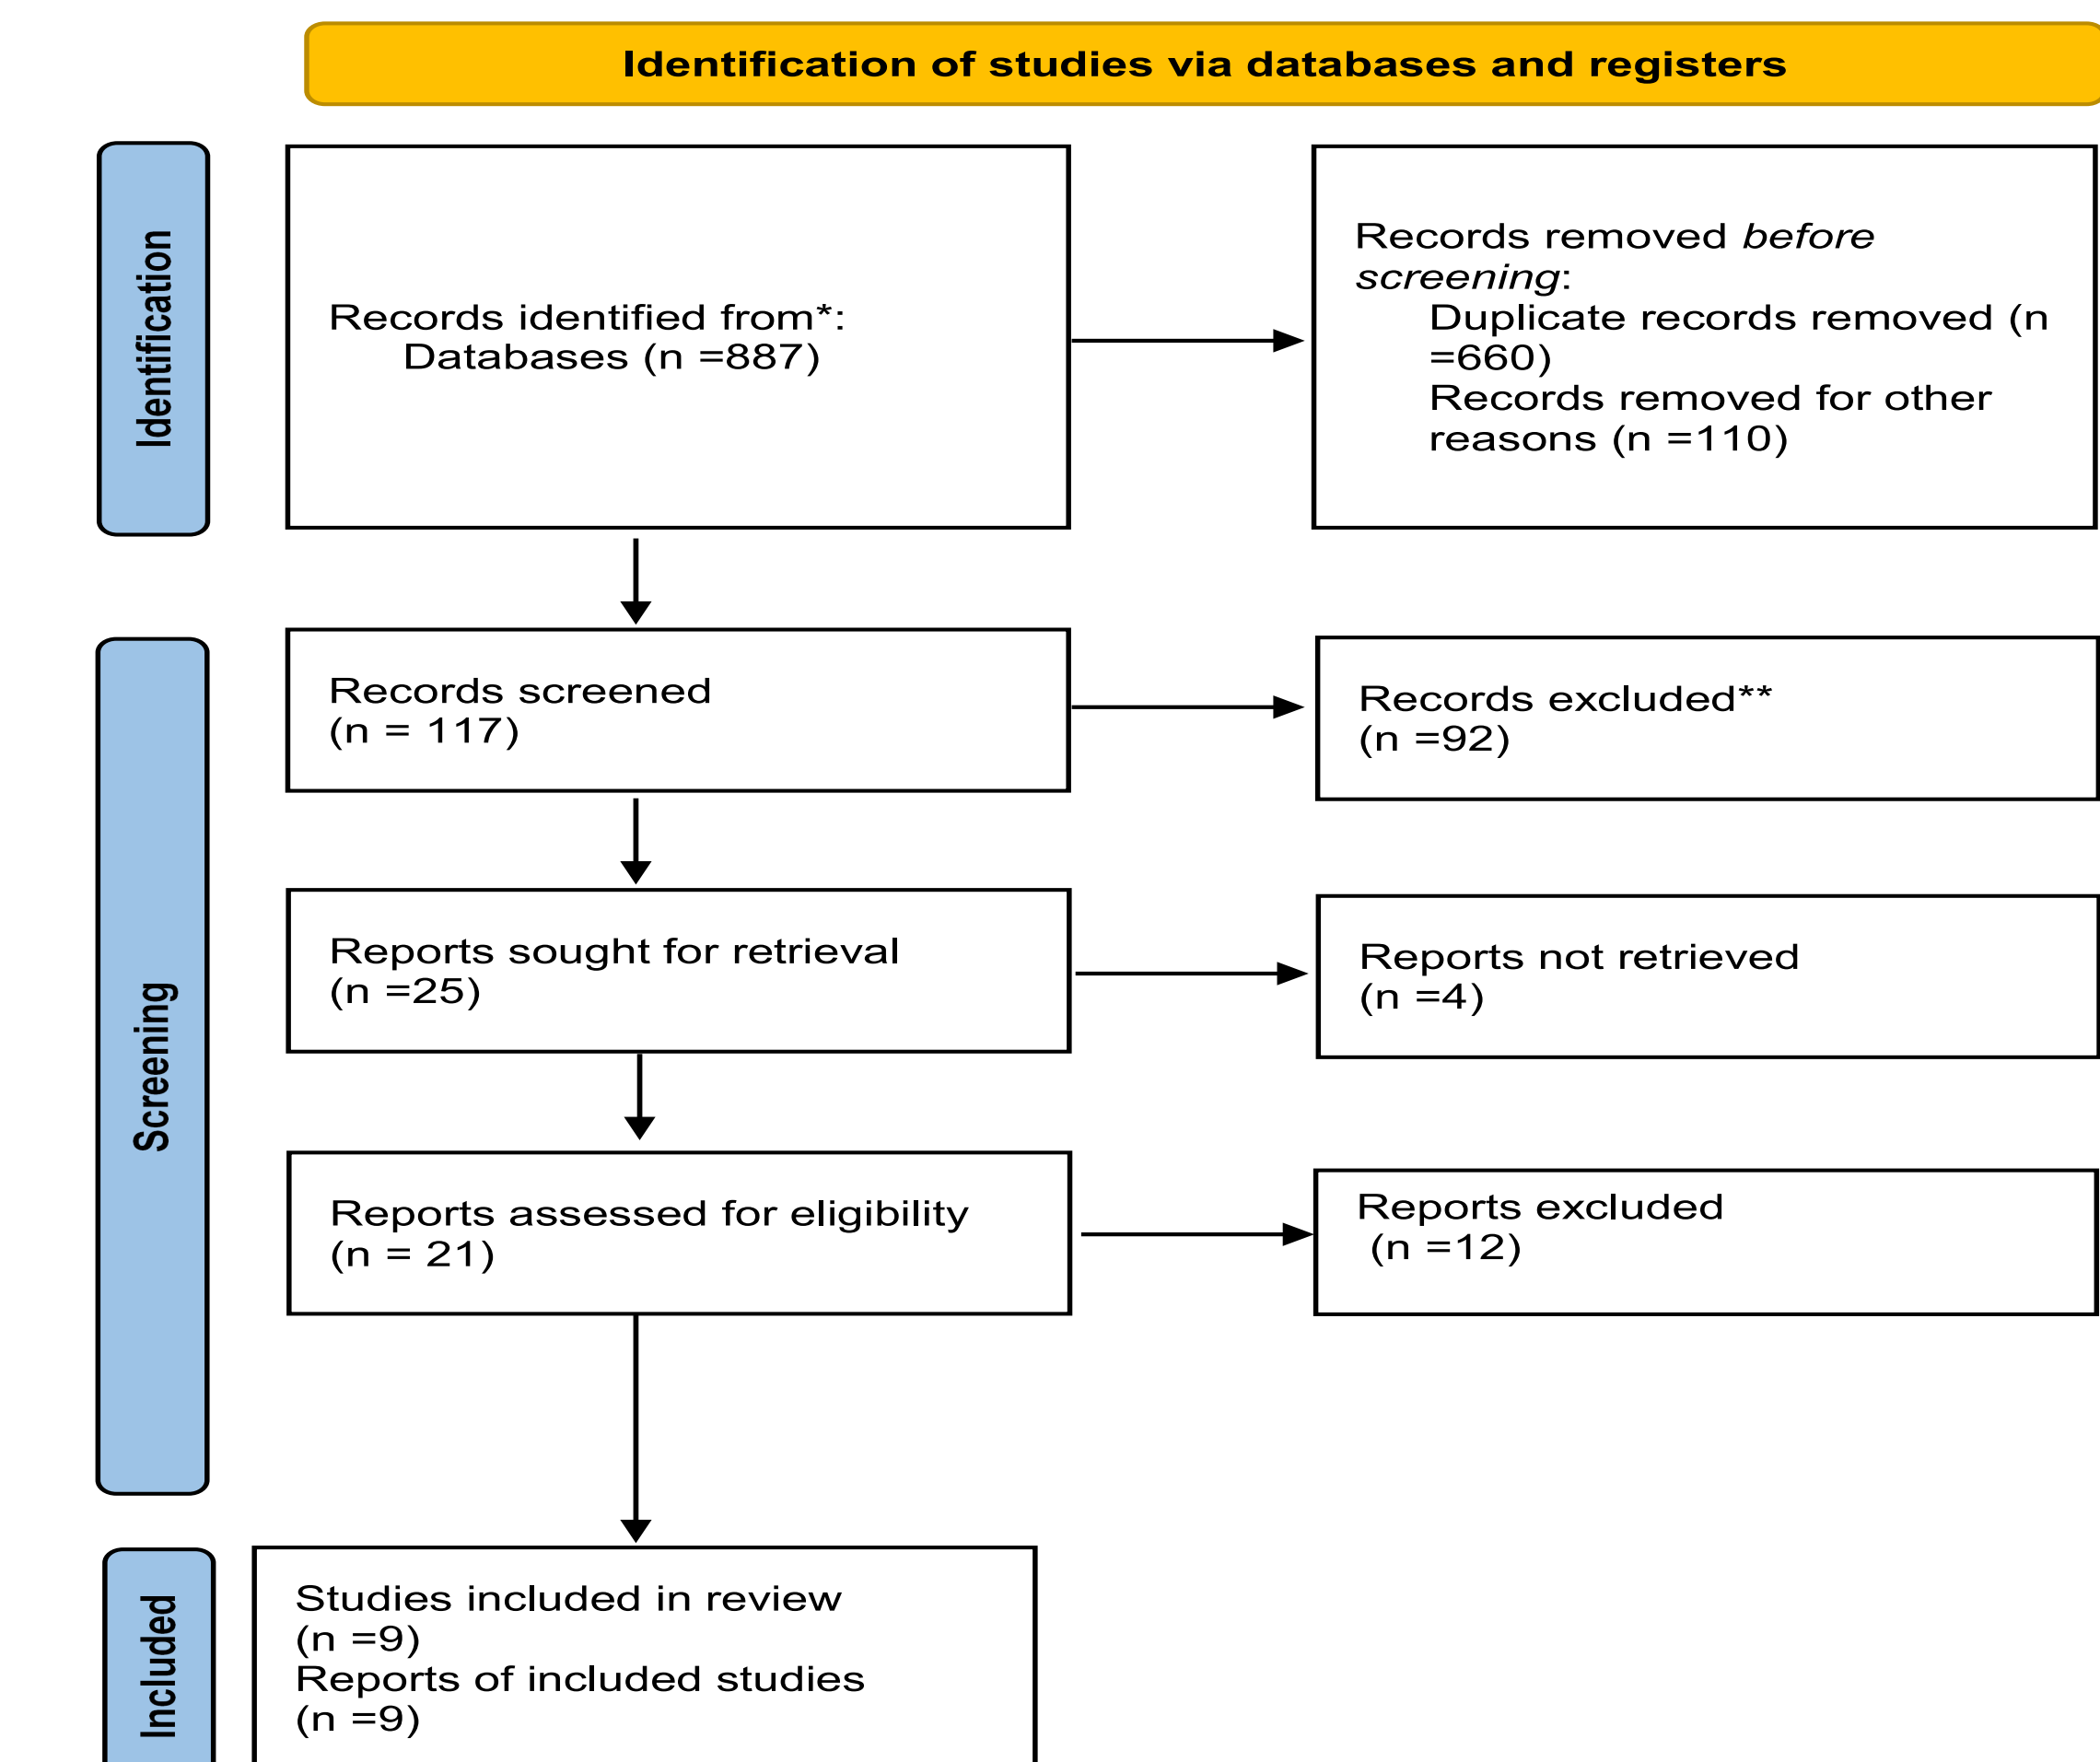 Identification of studies via databases and registers
Identification
Records identified from*:
Databases (n =887)
Records removed before
screening:
Duplicate records removed (n
=660)
Records removed for other
reasons (n =110)
Screening
Records screened
(n = 117)
Records excluded**
(n =92)
Reports sought for retrieval
(n =25)
Reports not retrieved
(n =4)
Reports assessed for eligibility
(n = 21)
Reports excluded
(n =12)
Included
Studies included in review
(n =9)
Reports of included studies
(n =9)